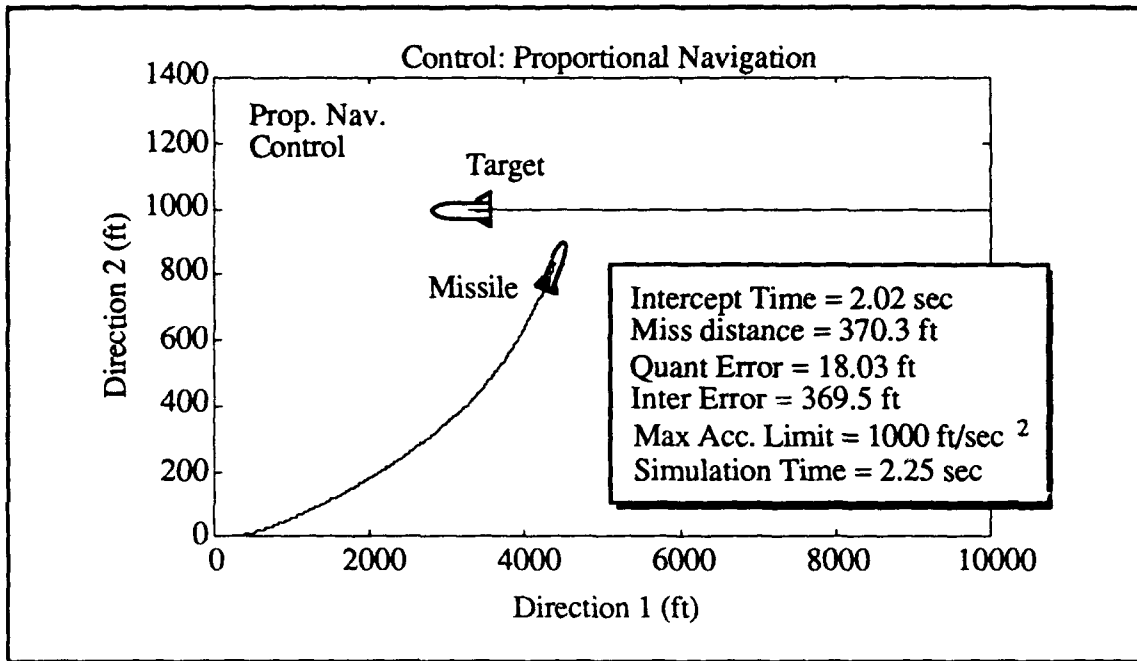 Control: Proportional Navigation
1400
1200
1000
800
600
400
200
0
Direction 2 (ft)
Prop. Nav.
Control
Target
Missile
Intercept Time = 2.02 sec
Miss distance = 370.3 ft
Quant Error = 18.03 ft
Inter Error = 369.5 ft
Max Acc. Limit = 1000 ft/sec ²
Simulation Time = 2.25 sec
0 2000 4000 6000 8000 10000
Direction 1 (ft)